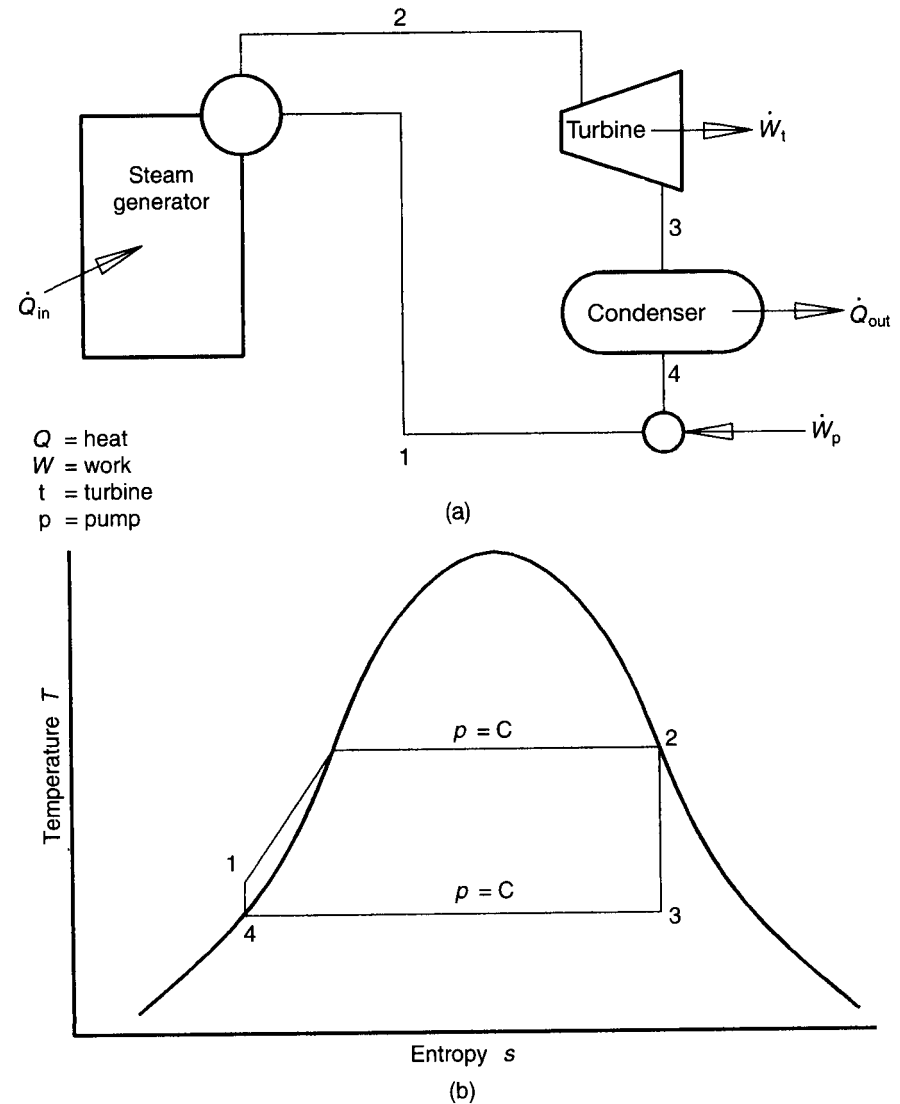 2
Turbine
Ẇt
Steam
generator
3
Q̇in
Condenser
Q̇out
4
Ẇp
1
Q = heat
W = work
t = turbine
p = pump
(a)
Temperature T
p = C
2
1
p = C
3
4
Entropy s
(b)